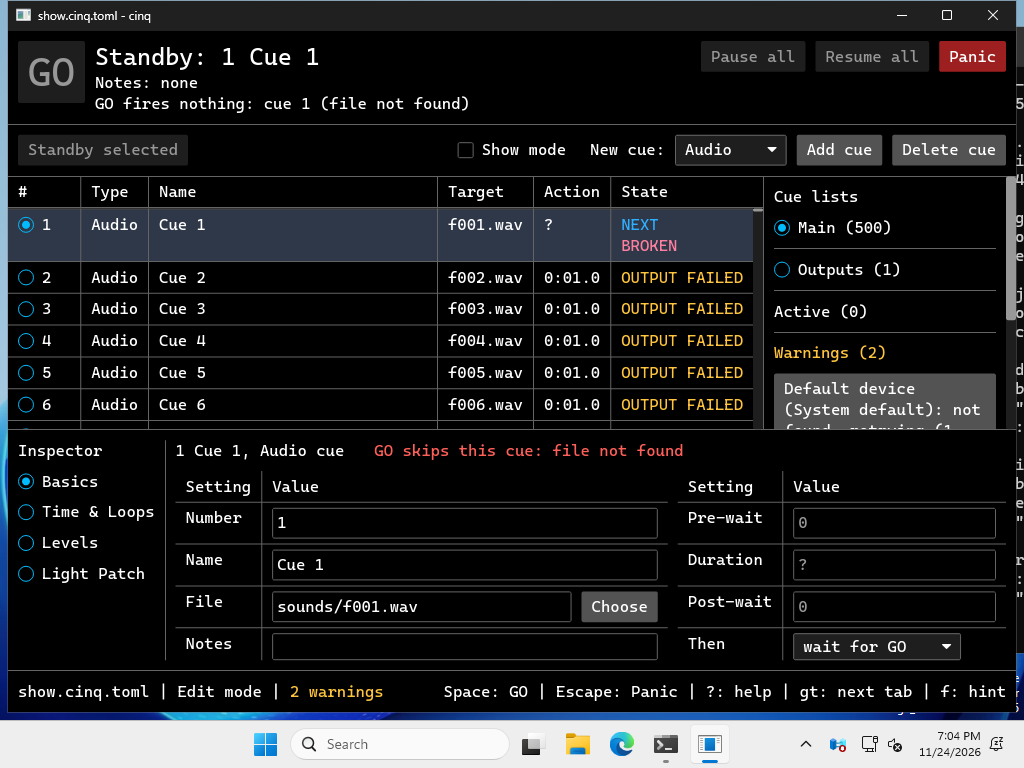 show.cinq.toml - cinq
GO
Standby: 1 Cue 1
Notes: none
GO fires nothing: cue 1 (file not found)
Pause all
Resume all
Panic
Standby selected
Show mode
New cue:
Audio
Add cue
Delete cue
# Type Name Target Action State
1 Audio Cue 1 f001.wav ? NEXT
BROKEN
2 Audio Cue 2 f002.wav 0:01.0 OUTPUT FAILED
3 Audio Cue 3 f003.wav 0:01.0 OUTPUT FAILED
4 Audio Cue 4 f004.wav 0:01.0 OUTPUT FAILED
5 Audio Cue 5 f005.wav 0:01.0 OUTPUT FAILED
6 Audio Cue 6 f006.wav 0:01.0 OUTPUT FAILED
Cue lists
Main (500)
Outputs (1)
Active (0)
Warnings (2)
Default device
(System default): not
found, retrying (1
Inspector
Basics
Time & Loops
Levels
Light Patch
1 Cue 1, Audio cue GO skips this cue: file not found
Setting Value
Number 1
Name Cue 1
File sounds/f001.wav Choose
Notes
Setting Value
Pre-wait 0
Duration ?
Post-wait 0
Then wait for GO
show.cinq.toml | Edit mode | 2 warnings
Space: GO | Escape: Panic | ?: help | gt: next tab | f: hint
Search
7:04 PM
11/24/2026